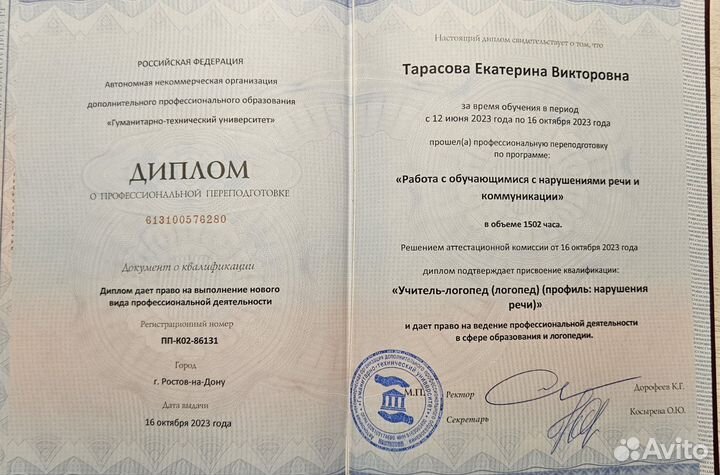 РОССИЙСКАЯ ФЕДЕРАЦИЯ
Автономная некоммерческая организация
дополнительного профессионального образования
«Гуманитарно-технический университет»
ДИПЛОМ
О ПРОФЕССИОНАЛЬНОЙ ПЕРЕПОДГОТОВКЕ
613100576280
Документ о квалификации
Диплом дает право на выполнение нового
вида профессиональной деятельности
Регистрационный номер
ПП-К02-86131
Город
г. Ростов-на-Дону
Дата выдачи
16 октября 2023 года
Настоящий диплом свидетельствует о том, что
Тарасова Екатерина Викторовна
за время обучения в период
с 12 июня 2023 года по 16 октября 2023 года
прошел(а) профессиональную переподготовку
по программе:
«Работа с обучающимися с нарушениями речи и
коммуникации»
в объеме 1502 часа.
Решением аттестационной комиссии от 16 октября 2023 года
диплом подтверждает присвоение квалификации:
«Учитель-логопед (логопед) (профиль: нарушения
речи)»
и дает право на ведение профессиональной деятельности
в сфере образования и логопедии.
М.П.
Ректор
Дорофеев К.Г.
Секретарь
Косырева О.Ю.
Avito